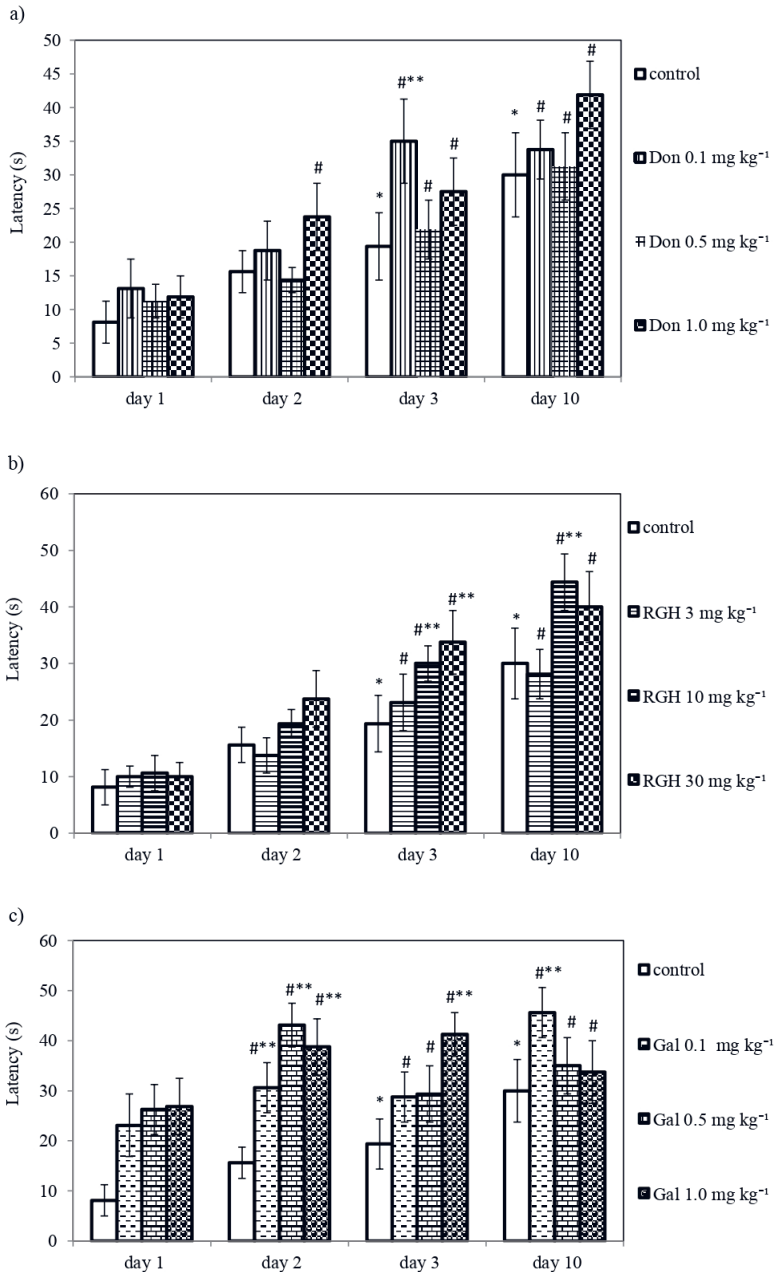 a)
50
45
40
35
30
25
20
15
10
5
0
Latency (s)
#
#**
#
*
#
#
*
#
#
day 1
day 2
day 3
day 10
control
Don 0.1 mg kg⁻¹
Don 0.5 mg kg⁻¹
Don 1.0 mg kg⁻¹
b)
60
50
40
30
20
10
0
Latency (s)
*
#
#**
#**
*
#
#**
#
day 1
day 2
day 3
day 10
control
RGH 3 mg kg⁻¹
RGH 10 mg kg⁻¹
RGH 30 mg kg⁻¹
c)
60
50
40
30
20
10
0
Latency (s)
#**
#**
#**
*
#
#
#**
*
#**
#
#
day 1
day 2
day 3
day 10
control
Gal 0.1 mg kg⁻¹
Gal 0.5 mg kg⁻¹
Gal 1.0 mg kg⁻¹